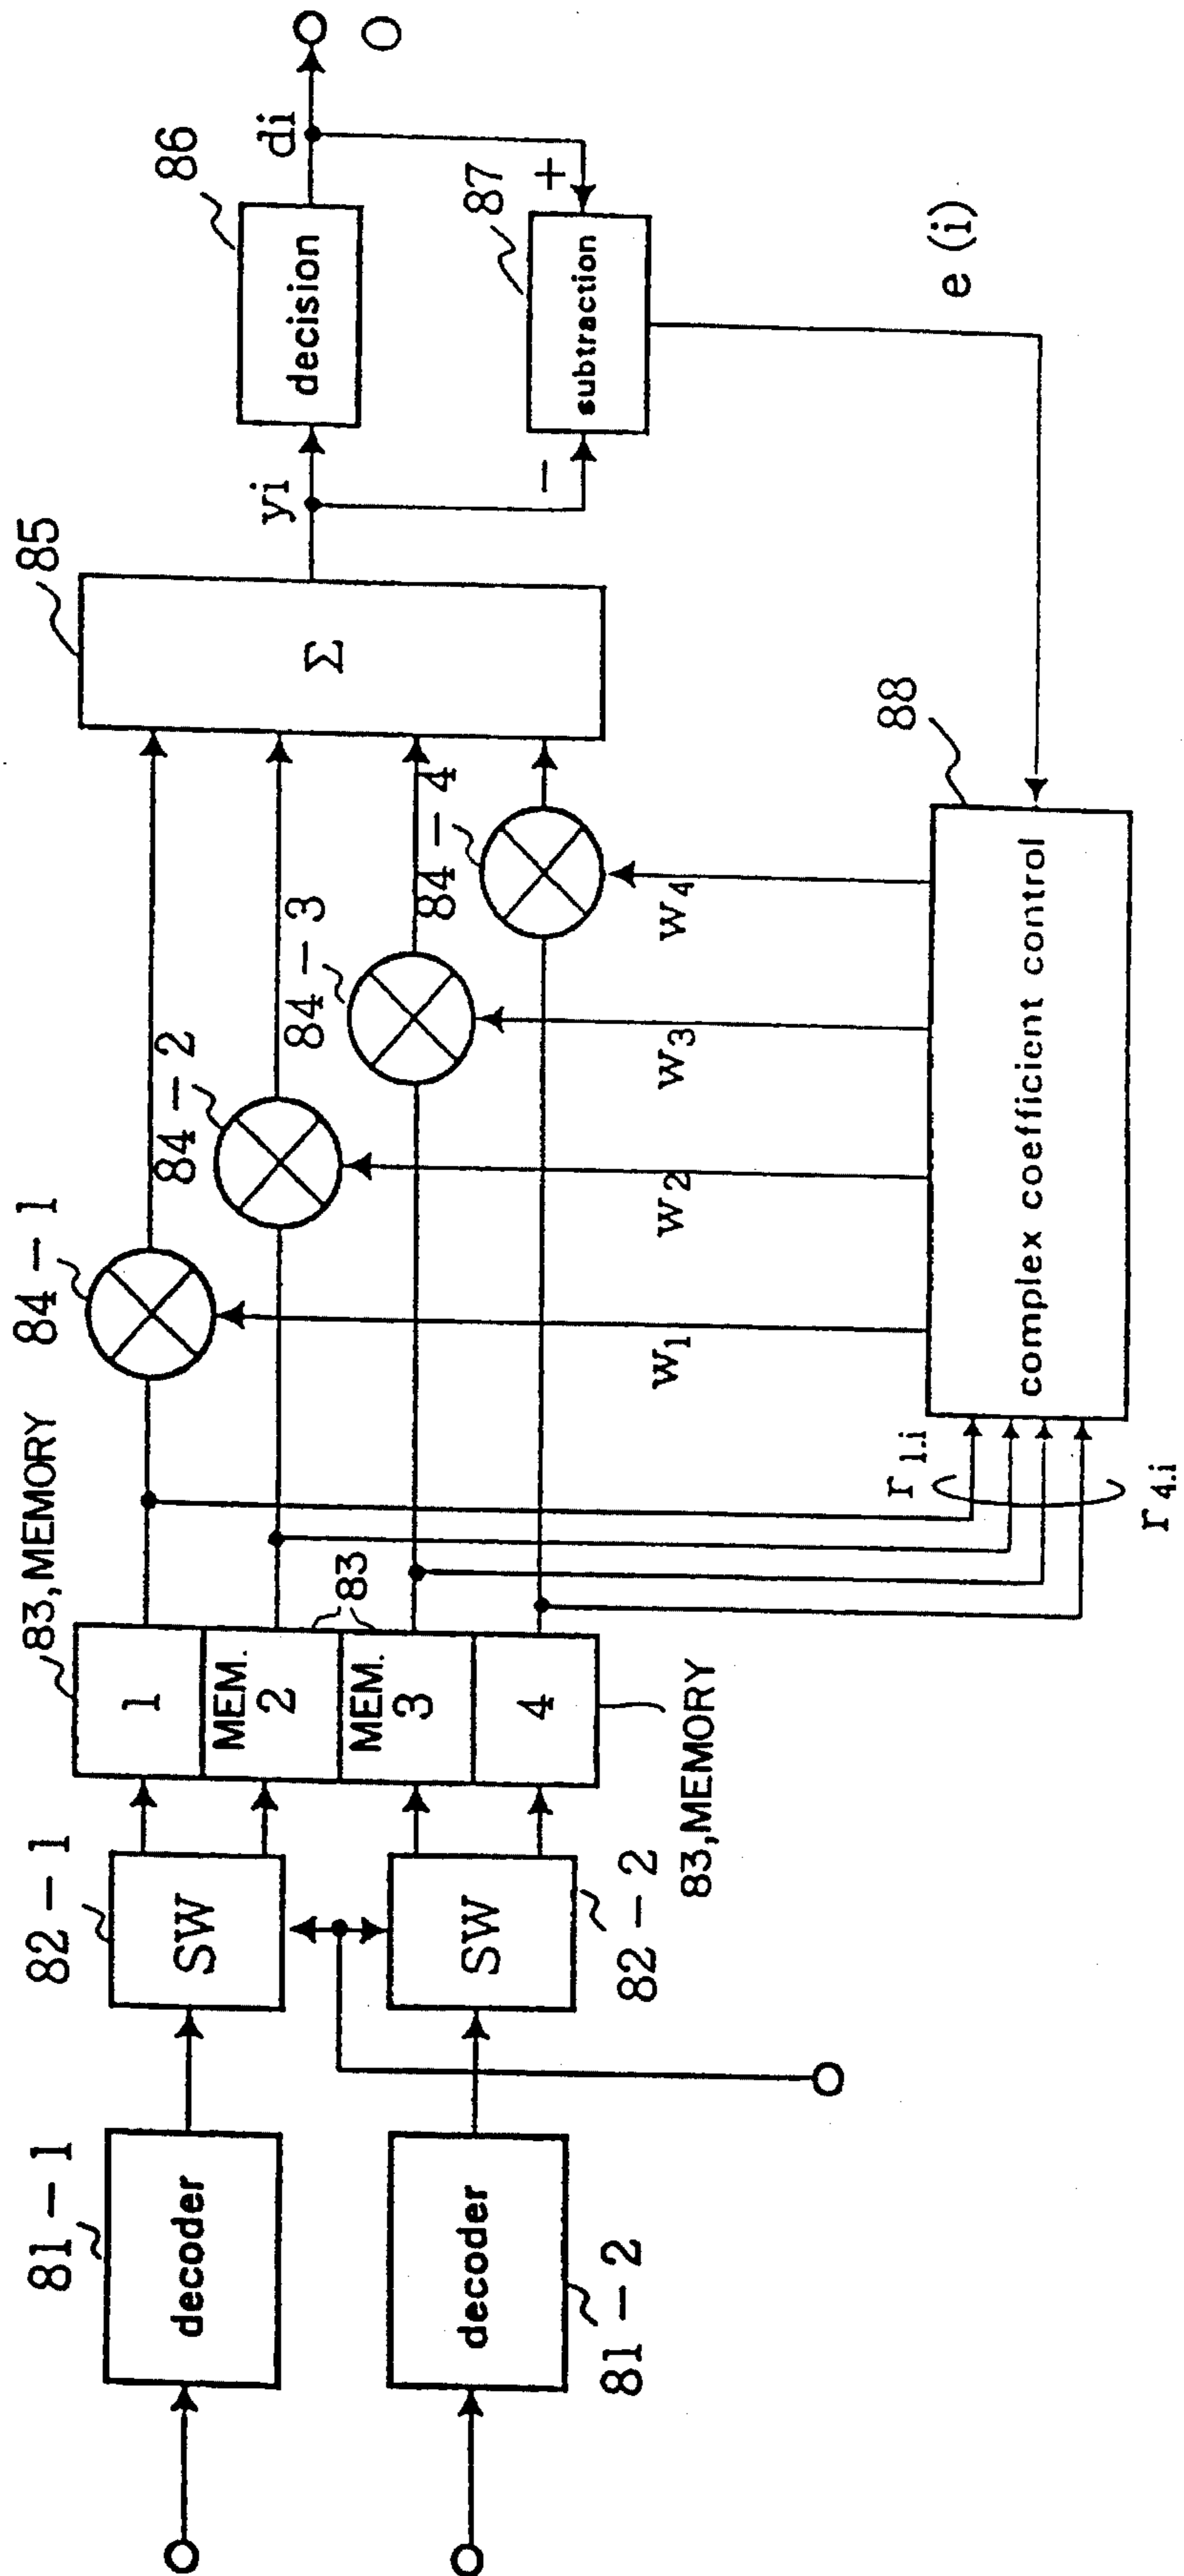 81-1
decoder
81-2
decoder
82-1
SW
82-2
SW
83,MEMORY
1
MEM.
2
MEM.
3
4
83
83,MEMORY
84-1
84-2
84-3
84-4
w1
w2
w3
w4
r1.i
r4.i
complex coefficient control
88
85
Σ
yi
86
decision
di
O
87
subtraction
+
−
e (i)